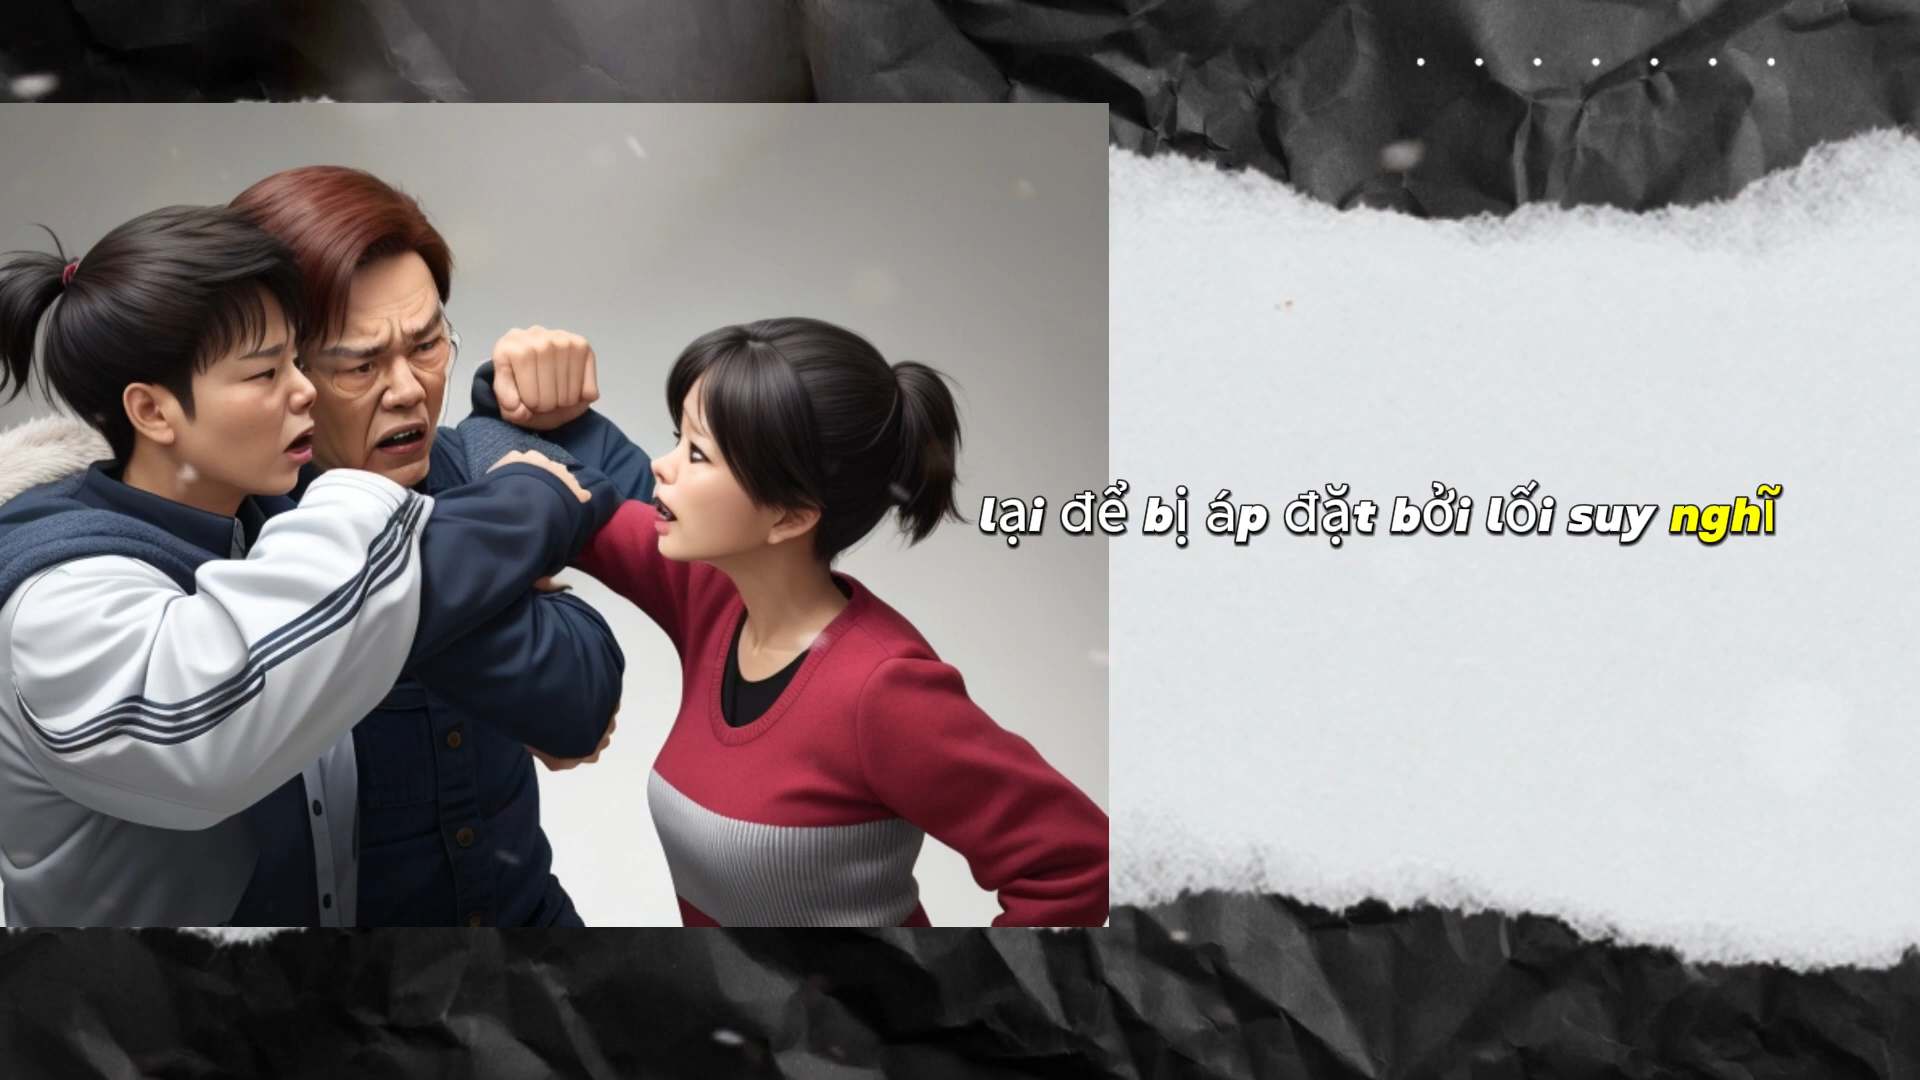 lại để bị áp đặt bởi lối suy nghĩ